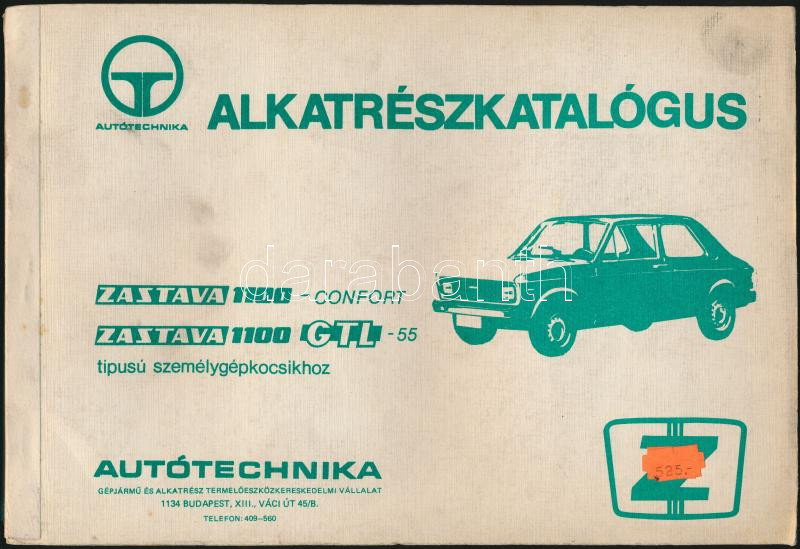 AUTÓTECHNIKA
ALKATRÉSZKATALÓGUS
darabanth
ZASTAVA 1100 - CONFORT
ZASTAVA 1100 GTL - 55
tipusú személygépkocsikhoz
AUTÓTECHNIKA
GÉPJÁRMŰ ÉS ALKATRÉSZ TERMELŐESZKÖZKERESKEDELMI VÁLLALAT
1134 BUDAPEST, XIII., VÁCI ÚT 45/B.
TELEFON: 409–560
Z
525.-